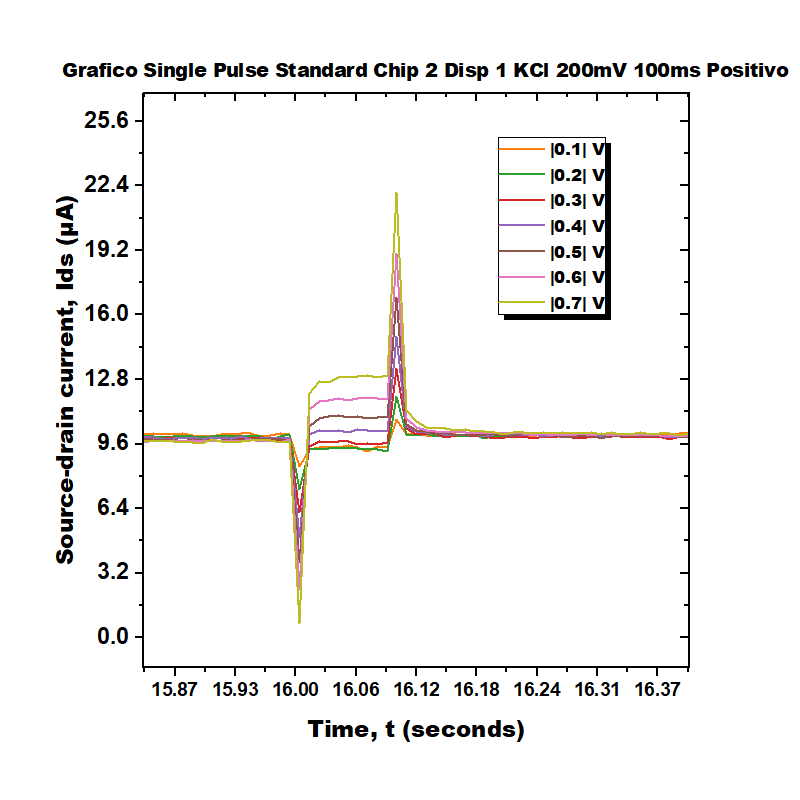 Grafico Single Pulse Standard Chip 2 Disp 1 KCl 200mV 100ms Positivo
25.6
22.4
19.2
16.0
12.8
9.6
6.4
3.2
0.0
Source-drain current, Ids (μA)
|0.1| V
|0.2| V
|0.3| V
|0.4| V
|0.5| V
|0.6| V
|0.7| V
15.87 15.93 16.00 16.06 16.12 16.18 16.24 16.31 16.37
Time, t (seconds)